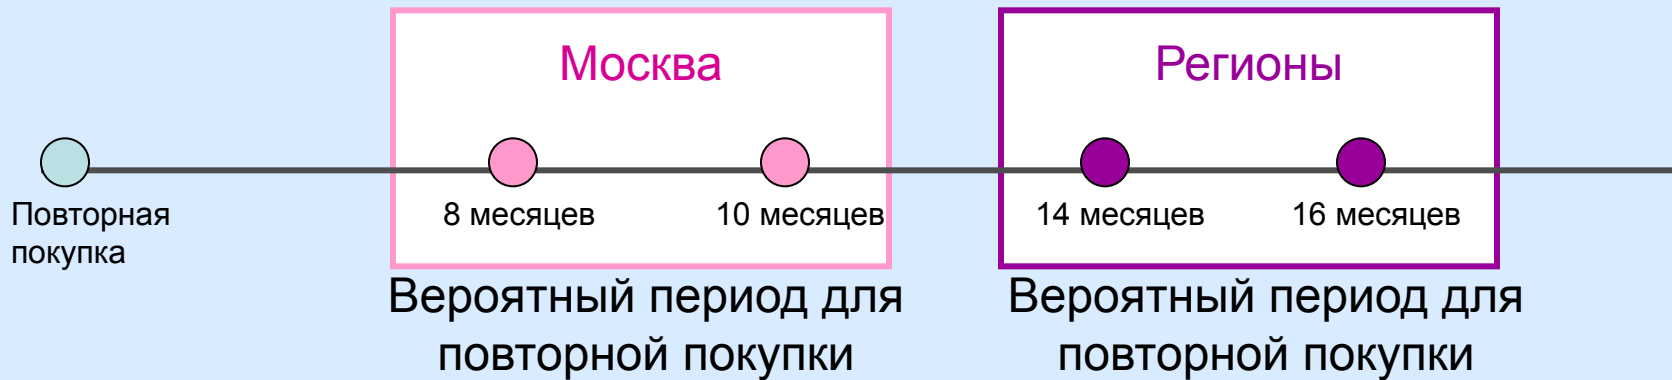 Москва
Регионы
Повторная
покупка
8 месяцев
10 месяцев
14 месяцев
16 месяцев
Вероятный период для
повторной покупки
Вероятный период для
повторной покупки